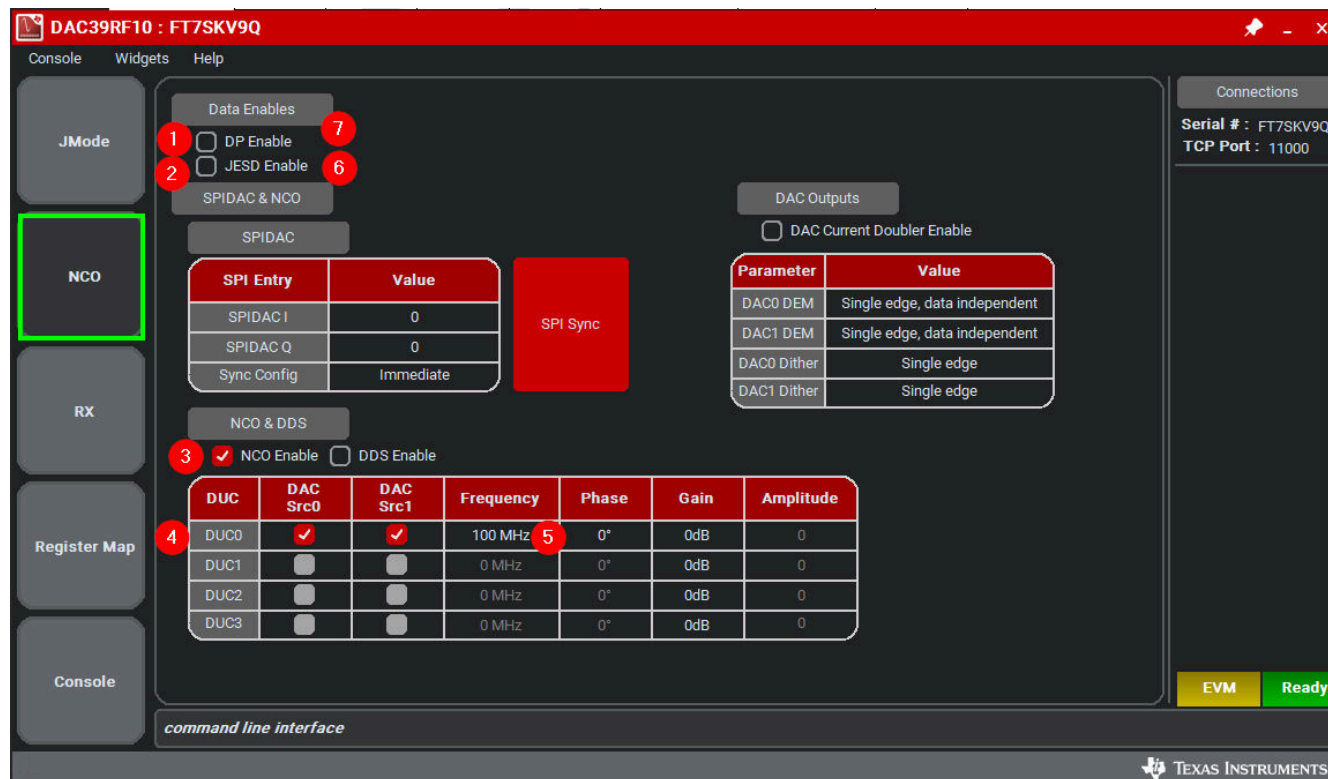 DAC39RF10 : FT7SKV9Q
Console Widgets Help
JMode
NCO
RX
Register Map
Console
Data Enables
1 DP Enable 7
2 JESD Enable 6
SPIDAC & NCO
SPIDAC
SPI Entry Value
SPIDAC I 0
SPIDAC Q 0
Sync Config Immediate
SPI Sync
DAC Outputs
DAC Current Doubler Enable
Parameter Value
DAC0 DEM Single edge, data independent
DAC1 DEM Single edge, data independent
DAC0 Dither Single edge
DAC1 Dither Single edge
NCO & DDS
3 NCO Enable DDS Enable
DUC DAC Src0 DAC Src1 Frequency Phase Gain Amplitude
4 DUC0 100 MHz 5 0° 0dB 0
DUC1 0 MHz 0° 0dB 0
DUC2 0 MHz 0° 0dB 0
DUC3 0 MHz 0° 0dB 0
command line interface
Connections
Serial # : FT7SKV9Q
TCP Port : 11000
EVM Ready
TEXAS INSTRUMENTS